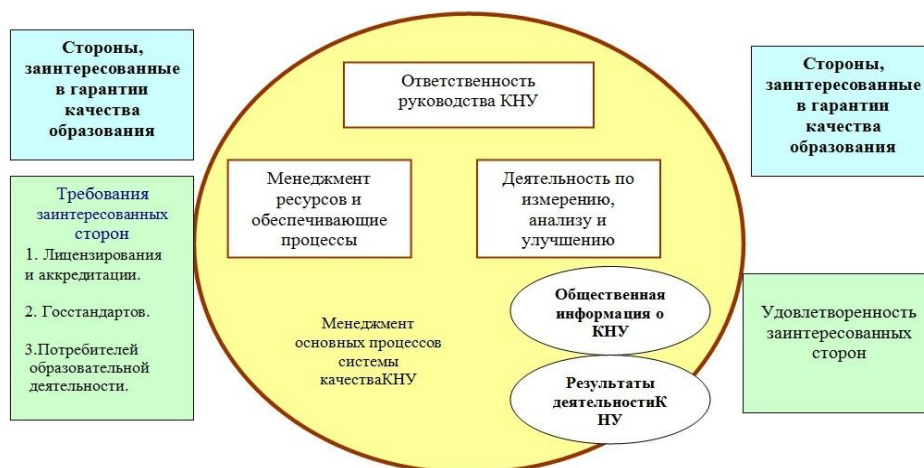 Стороны,
заинтересованные
в гарантии
качества
образования
Требования
заинтересованных
сторон
1. Лицензирования
и аккредитации.
2. Госстандартов.
3.Потребителей
образовательной
деятельности.
Ответственность
руководства КНУ
Менеджмент
ресурсов и
обеспечивающие
процессы
Деятельность по
измерению,
анализу и
улучшению
Менеджмент
основных процессов
системы
качестваКНУ
Общественная
информация о
КНУ
Результаты
деятельностиК
НУ
Стороны,
заинтересованные
в гарантии
качества
образования
Удовлетворенность
заинтересованных
сторон